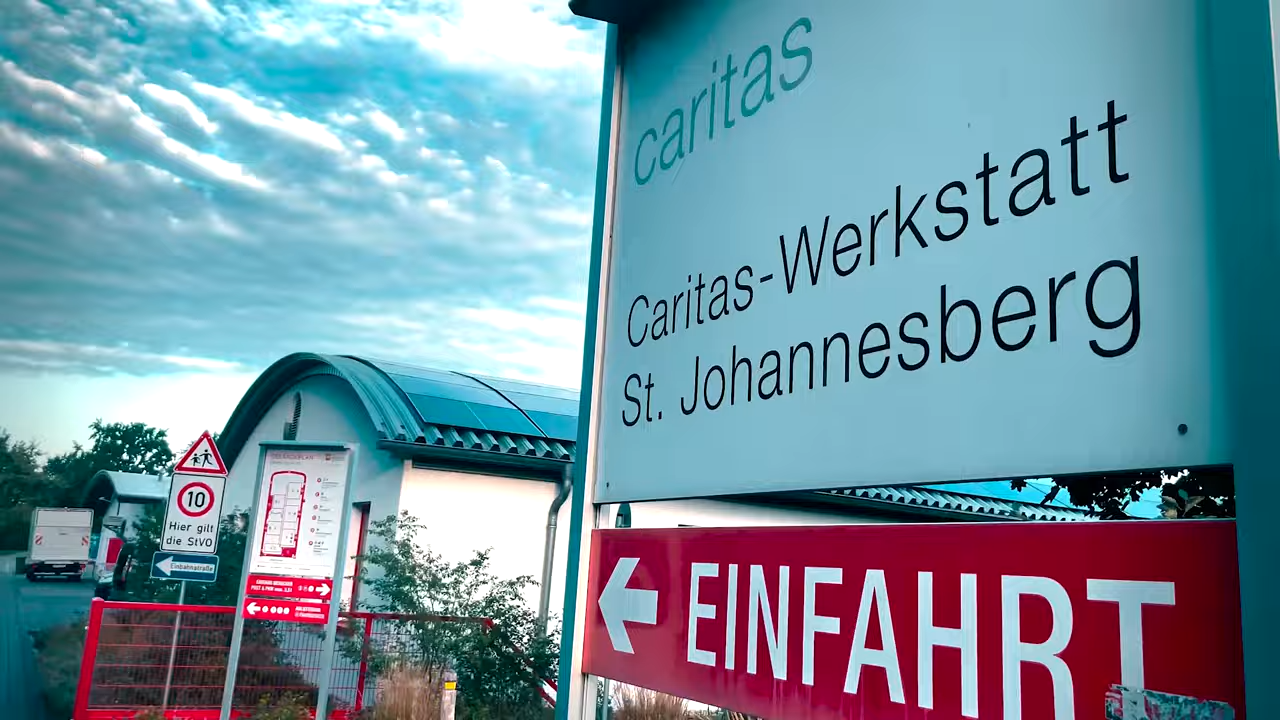 caritas
Caritas-Werkstatt
St. Johannesberg
EINFAHRT
10
Hier gilt
die StVO
Einbahnstraße